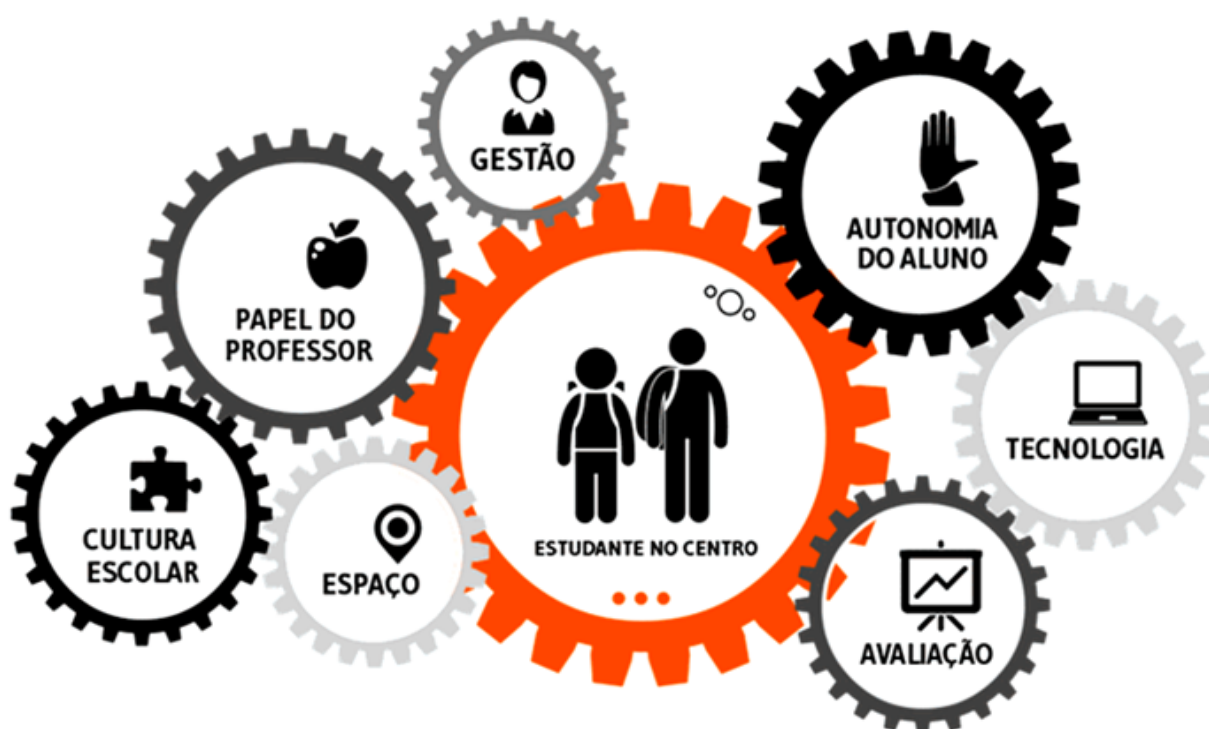 GESTÃO
AUTONOMIA
DO ALUNO
PAPEL DO
PROFESSOR
TECNOLOGIA
CULTURA
ESCOLAR
ESPAÇO
ESTUDANTE NO CENTRO
AVALIAÇÃO